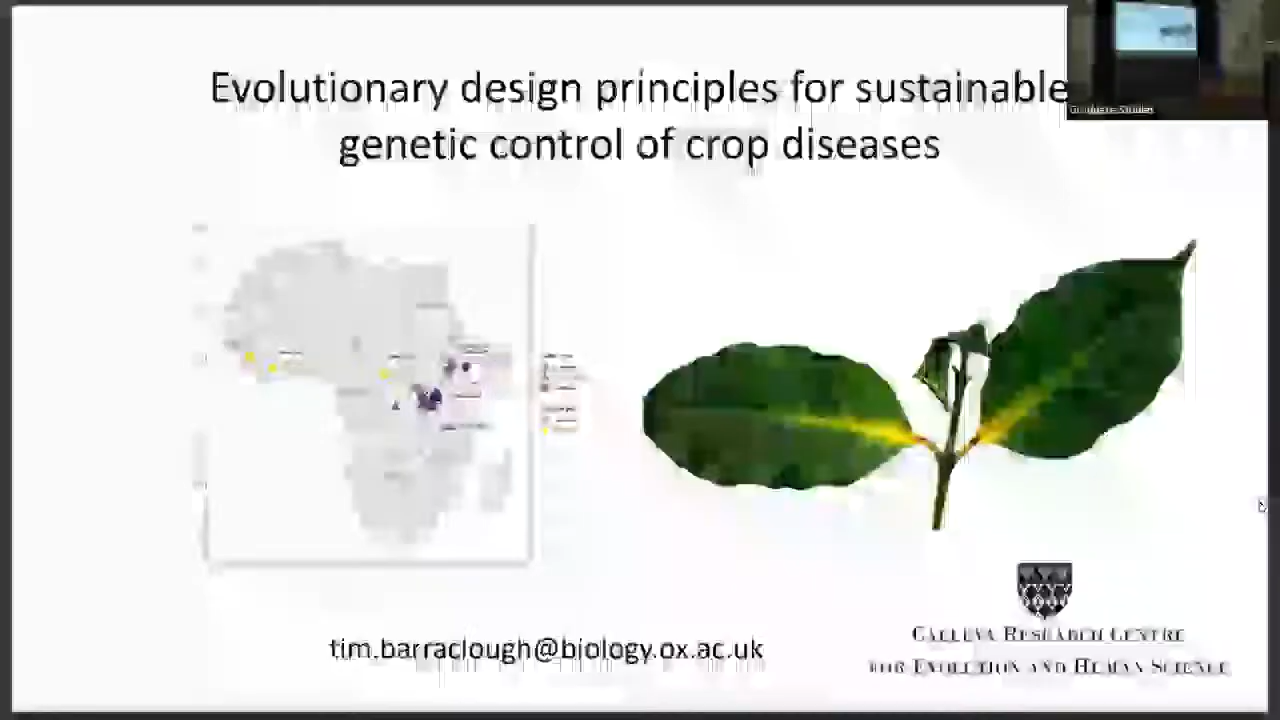 Evolutionary design principles for sustainable
genetic control of crop diseases
tim.barraclough@biology.ox.ac.uk
CALLEVA RESEARCH CENTRE
FOR EVOLUTION AND HUMAN SCIENCE